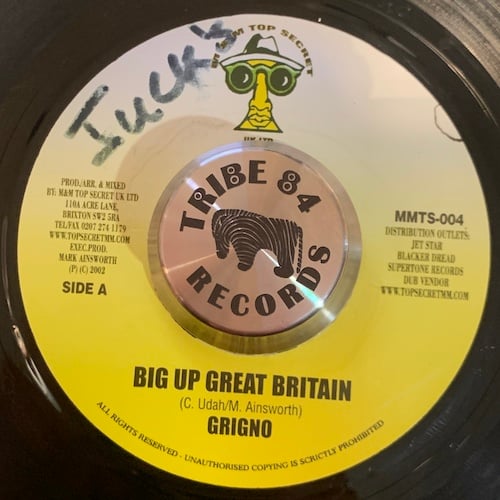 Juck's
M&M TOP SECRET
UK LTD
PROD./ARR. & MIXED
BY: M&M TOP SECRET UK LTD
110A ACRE LANE,
BRIXTON SW2 5RA
TEL/FAX 0207 274 1179
WWW.TOPSECRETMM.COM
EXEC.PROD.
MARK AINSWORTH
(P) (C) 2002
SIDE A
TRIBE 84
RECORDS
MMTS-004
DISTRIBUTION OUTLETS:
JET STAR
BLACKER DREAD
SUPERTONE RECORDS
DUB VENDOR
WWW.TOPSECRETMM.COM
BIG UP GREAT BRITAIN
(C. Udah/M. Ainsworth)
GRIGNO
ALL RIGHTS RESERVED - UNAUTHORISED COPYING IS SCRICTLY PROHIBITED